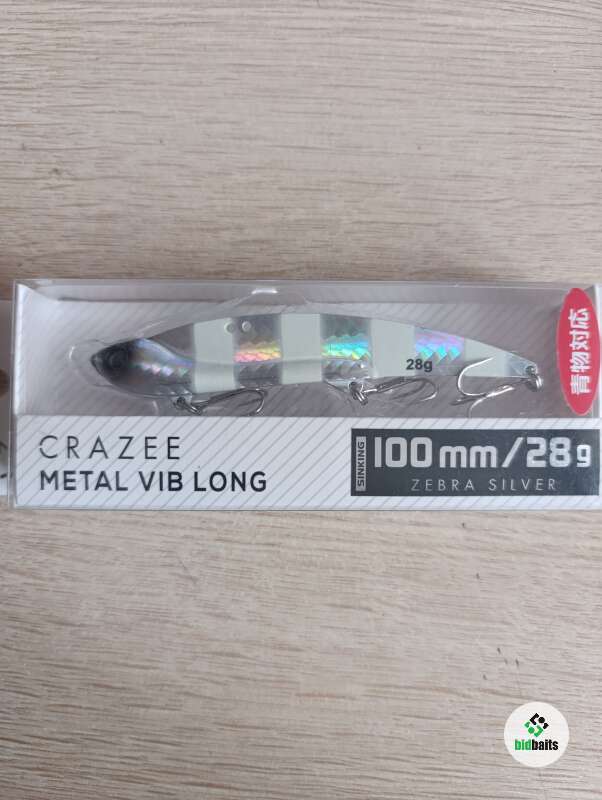 青物対応
28g
CRAZEE
METAL VIB LONG
SINKING
100mm/28g
ZEBRA SILVER
bidbaits